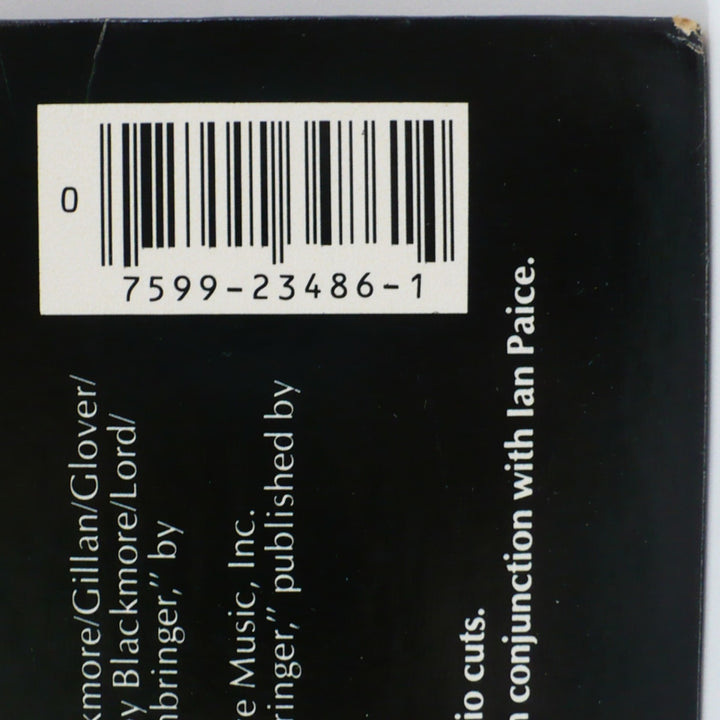 0
7599-23486-1
kmore/Gillan/Glover/
y Blackmore/Lord/
mbringer," by
e Music, Inc.
ringer," published by
io cuts.
n conjunction with Ian Paice.